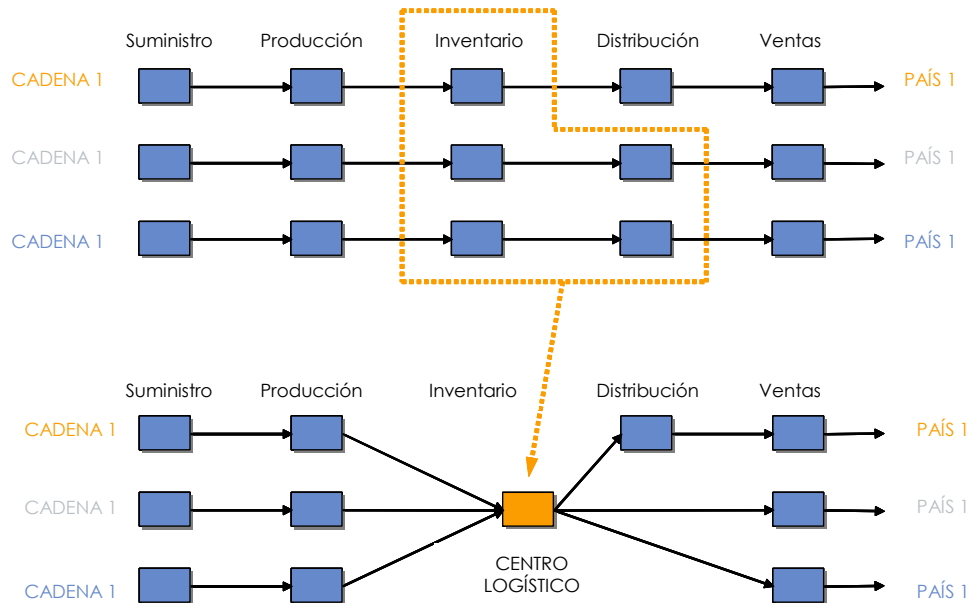 Suministro Producción Inventario Distribución Ventas
CADENA 1 PAÍS 1
CADENA 1 PAÍS 1
CADENA 1 PAÍS 1
Suministro Producción Inventario Distribución Ventas
CADENA 1 PAÍS 1
CADENA 1 PAÍS 1
CENTRO
LOGÍSTICO
CADENA 1 PAÍS 1